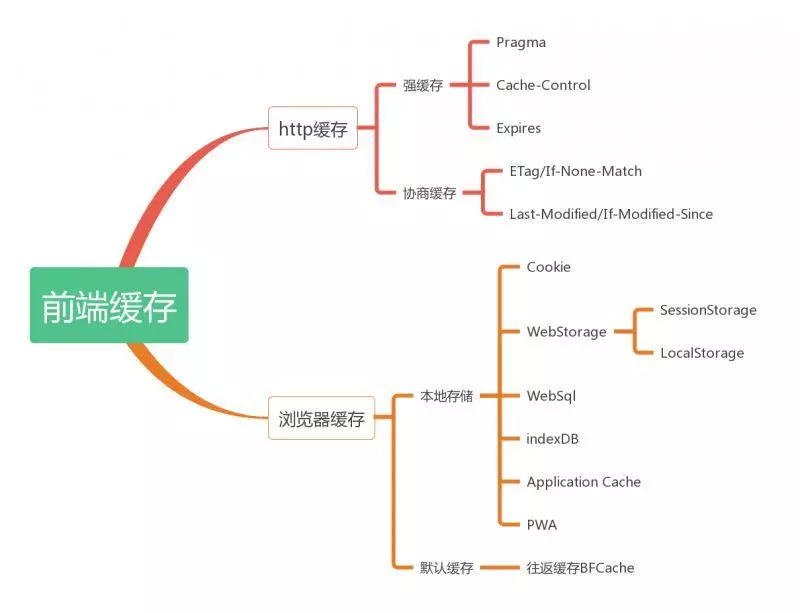 前端缓存
http缓存
强缓存
Pragma
Cache-Control
Expires
协商缓存
ETag/If-None-Match
Last-Modified/If-Modified-Since
浏览器缓存
本地存储
Cookie
WebStorage
SessionStorage
LocalStorage
WebSql
indexDB
Application Cache
PWA
默认缓存
往返缓存BFCache